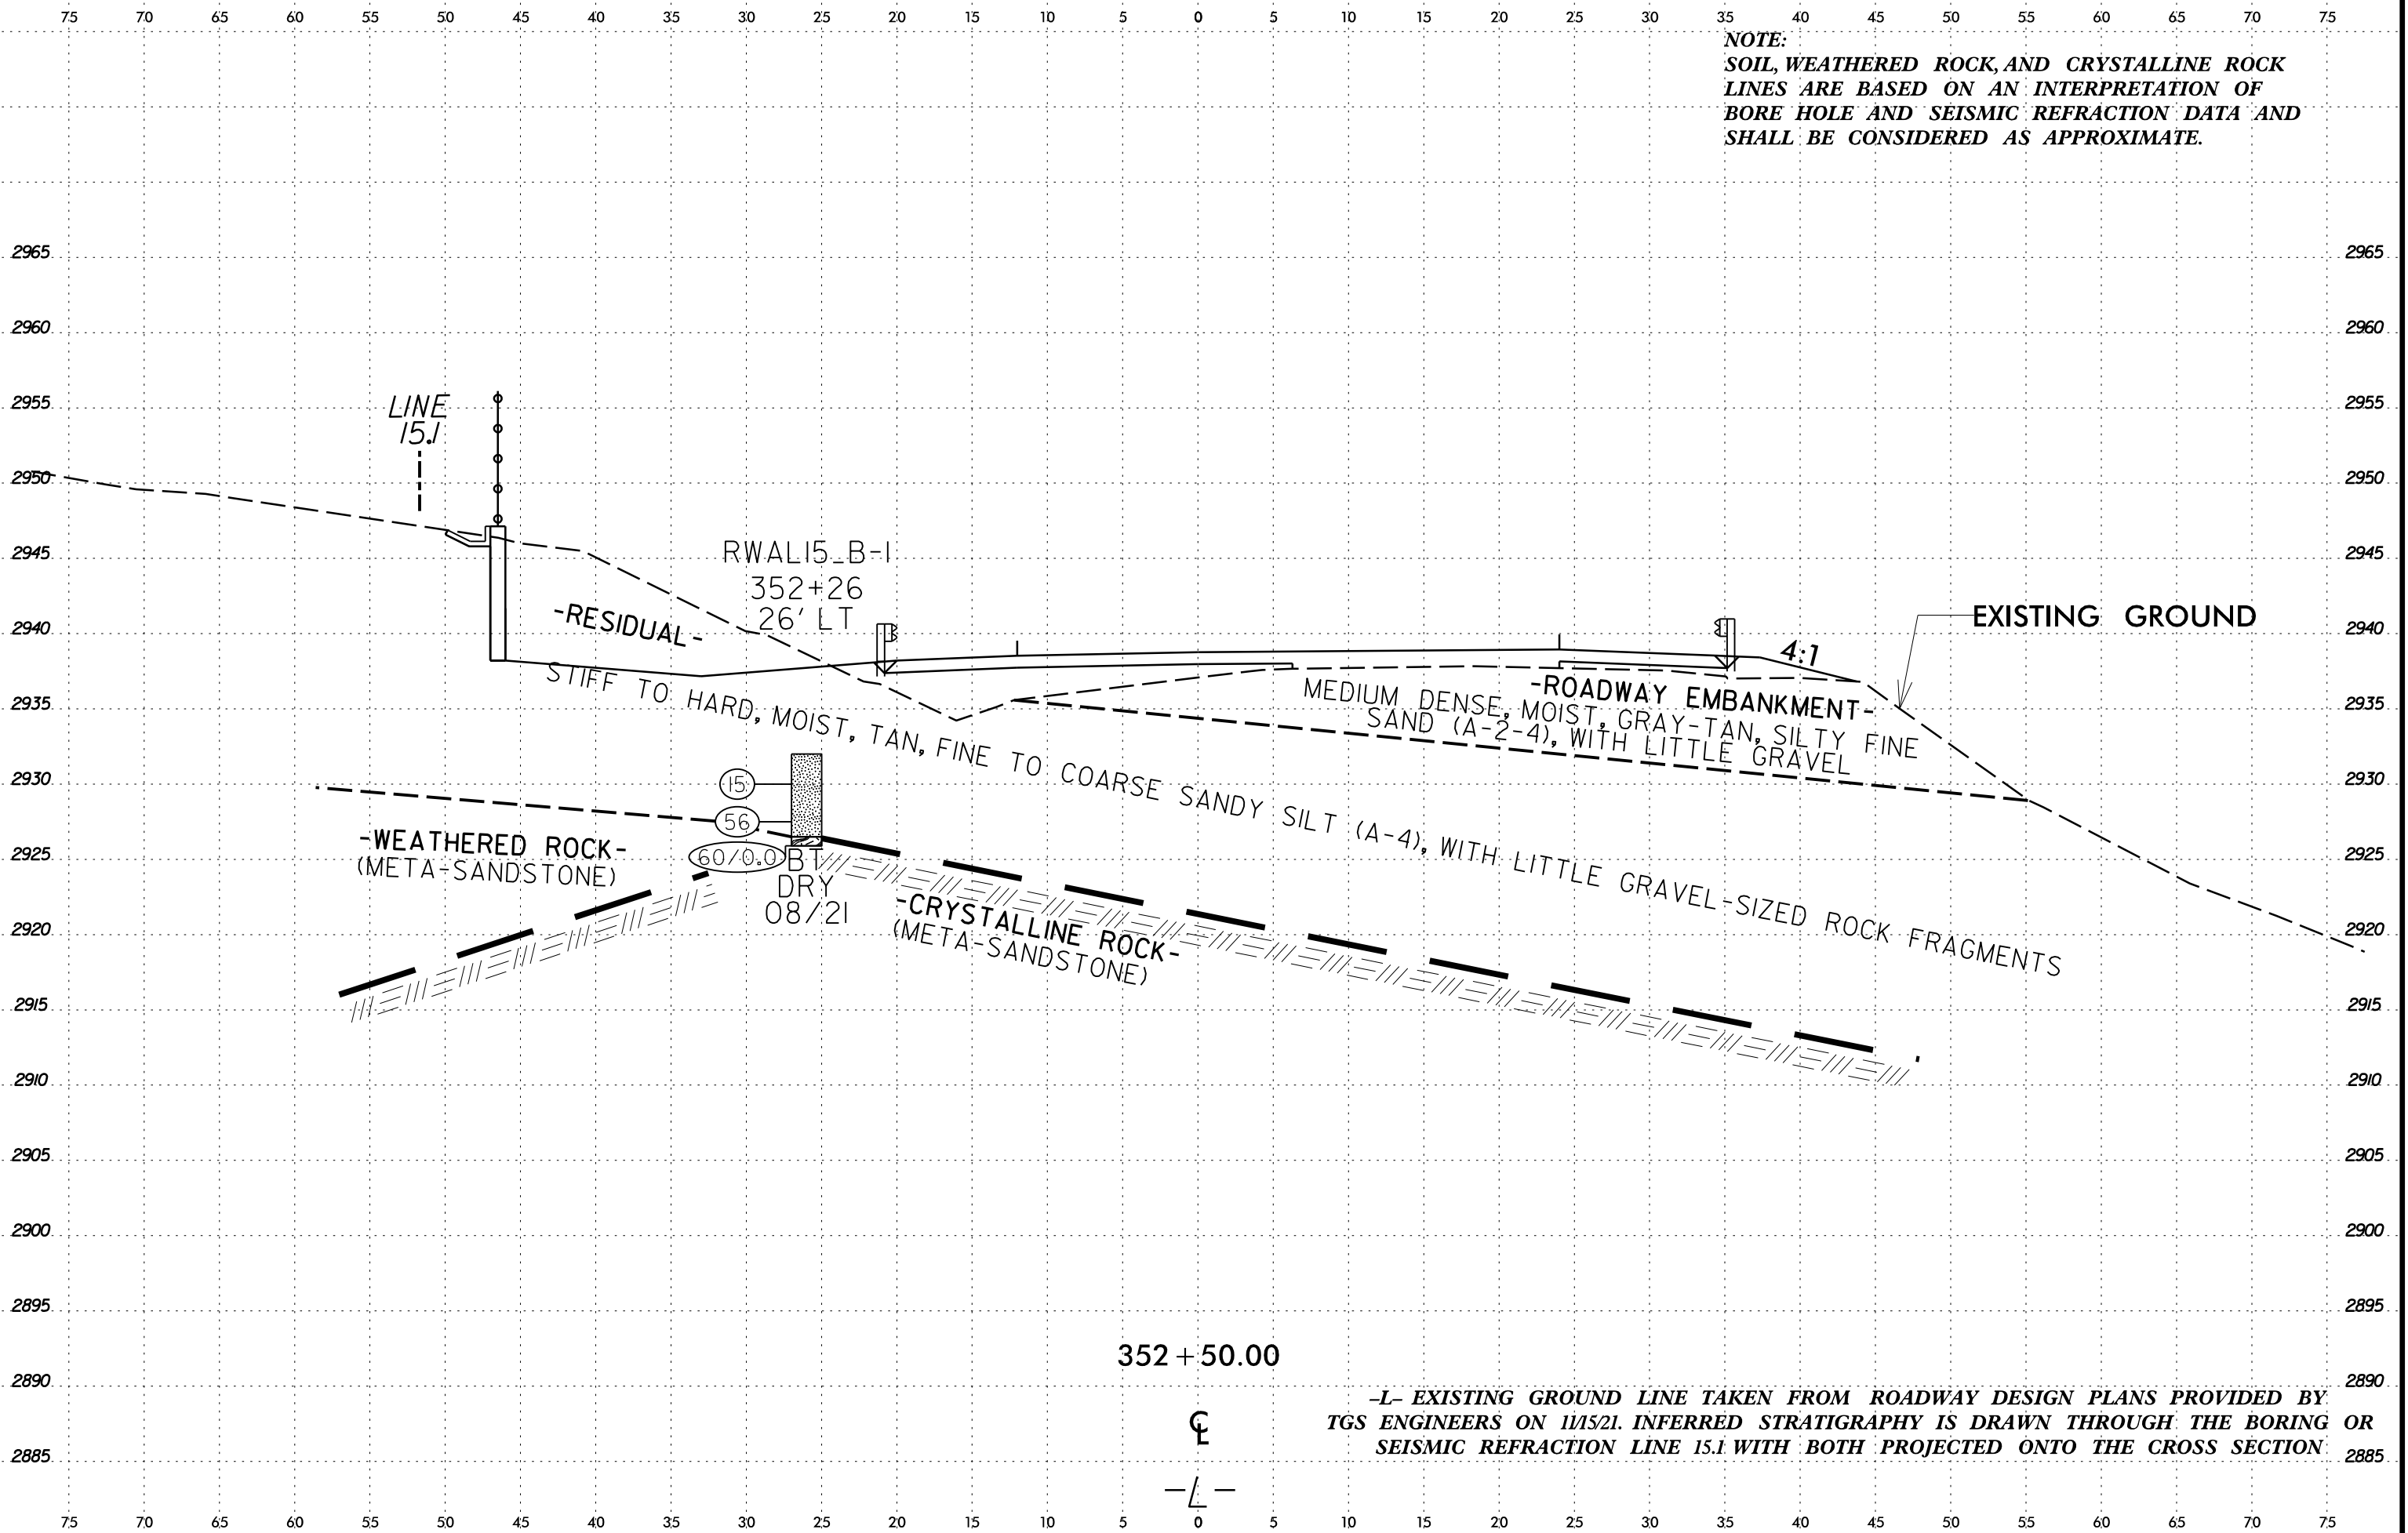 75 70 65 60 55 50 45 40 35 30 25 20 15 10 5 0 5 10 15 20 25 30 35 40 45 50 55 60 65 70 75
NOTE:
SOIL, WEATHERED ROCK, AND CRYSTALLINE ROCK
LINES ARE BASED ON AN INTERPRETATION OF
BORE HOLE AND SEISMIC REFRACTION DATA AND
SHALL BE CONSIDERED AS APPROXIMATE.
2965 2965
2960 2960
2955 2955
LINE
15.1
2950 2950
2945 2945
RWAL15_B-1
352+26
26' LT
-RESIDUAL-
2940 2940
EXISTING GROUND
4:1
2935 2935
STIFF TO HARD, MOIST, TAN, FINE TO COARSE SANDY SILT (A-4), WITH LITTLE GRAVEL-SIZED ROCK FRAGMENTS
-ROADWAY EMBANKMENT-
MEDIUM DENSE, MOIST, GRAY-TAN, SILTY FINE
SAND (A-2-4), WITH LITTLE GRAVEL
2930 2930
15
56
60/0.0 BT
DRY
08/21
-WEATHERED ROCK-
(META-SANDSTONE)
2925 2925
-CRYSTALLINE ROCK-
(META-SANDSTONE)
2920 2920
2915 2915
2910 2910
2905 2905
2900 2900
2895 2895
352+50.00
2890 2890
-L- EXISTING GROUND LINE TAKEN FROM ROADWAY DESIGN PLANS PROVIDED BY
TGS ENGINEERS ON 11/15/21. INFERRED STRATIGRAPHY IS DRAWN THROUGH THE BORING OR
SEISMIC REFRACTION LINE 15.1 WITH BOTH PROJECTED ONTO THE CROSS SECTION
2885 2885
℄
-L-
75 70 65 60 55 50 45 40 35 30 25 20 15 10 5 0 5 10 15 20 25 30 35 40 45 50 55 60 65 70 75